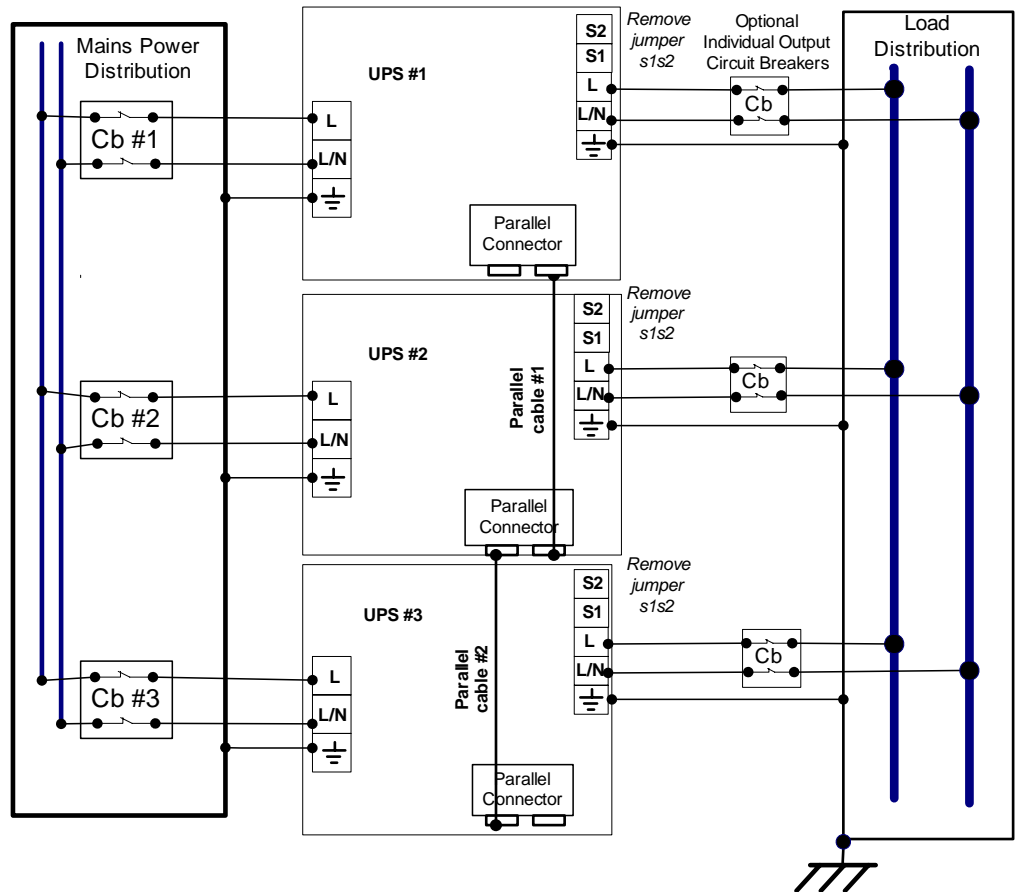 Mains Power
Distribution
Cb #1
Cb #2
Cb #3
UPS #1
L
L/N
S2
S1
L
L/N
Remove
jumper
s1s2
Parallel
Connector
Parallel
cable #1
UPS #2
L
L/N
S2
S1
L
L/N
Remove
jumper
s1s2
Parallel
Connector
Parallel
cable #2
UPS #3
L
L/N
S2
S1
L
L/N
Remove
jumper
s1s2
Parallel
Connector
Optional
Individual Output
Circuit Breakers
Cb
Cb
Cb
Load
Distribution